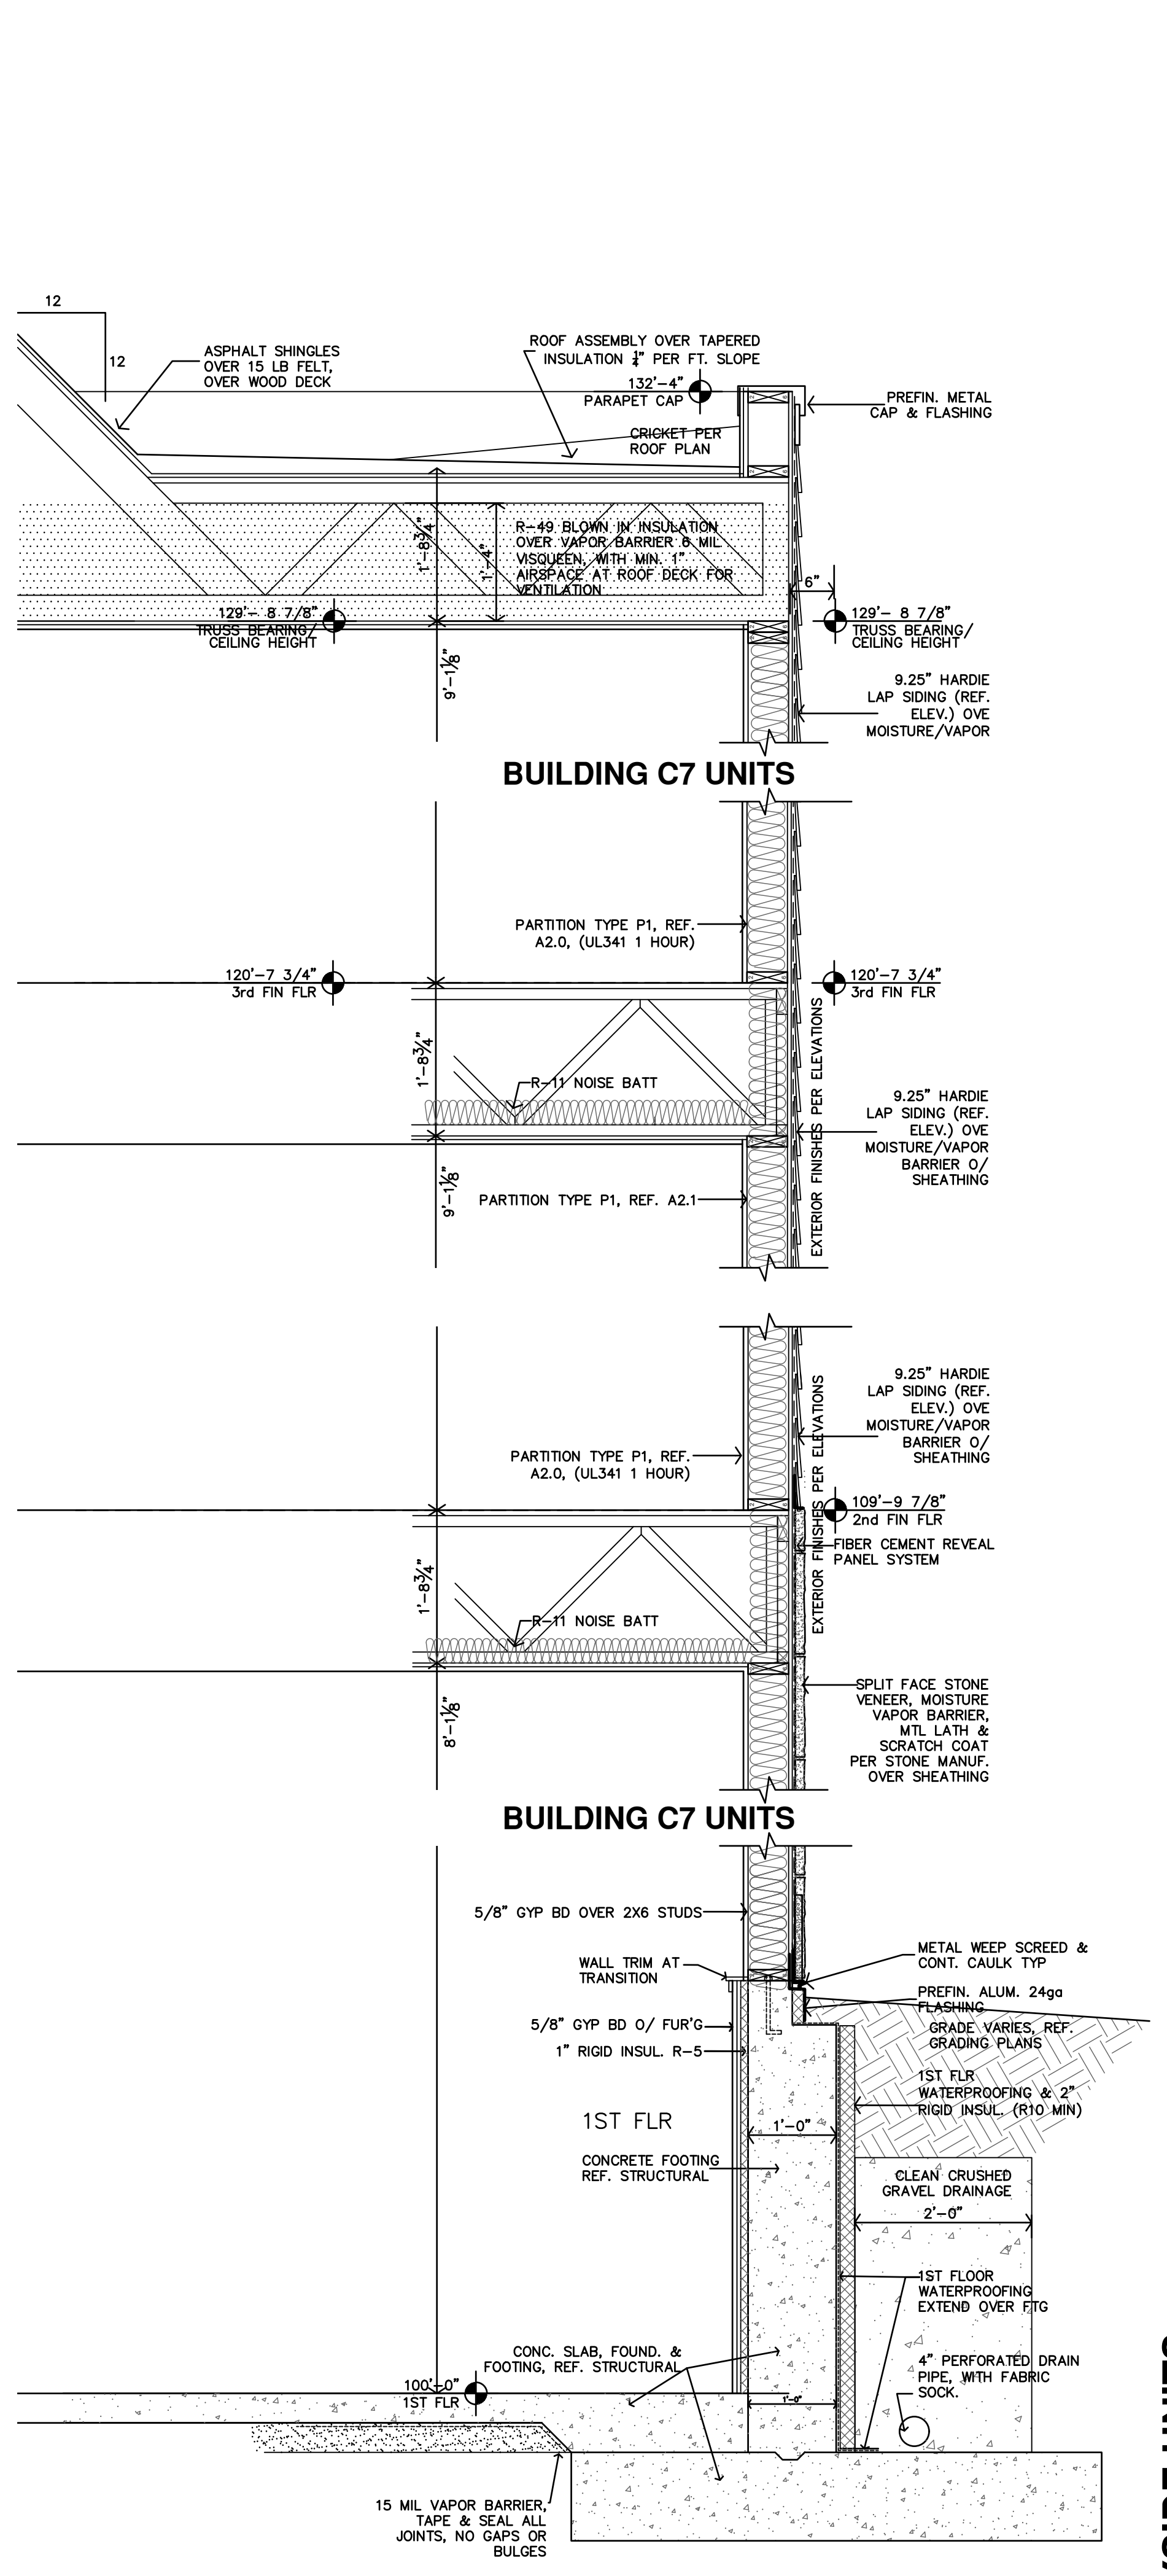 12
12
ASPHALT SHINGLES
OVER 15 LB FELT,
OVER WOOD DECK
ROOF ASSEMBLY OVER TAPERED
INSULATION ¼" PER FT. SLOPE
132'-4"
PARAPET CAP
PREFIN. METAL
CAP & FLASHING
CRICKET PER
ROOF PLAN
1'-8¾"
1'-4"
R-49 BLOWN IN INSULATION
OVER VAPOR BARRIER 6 MIL
VISQUEEN, WITH MIN. 1"
AIRSPACE AT ROOF DECK FOR
VENTILATION
6"
129'- 8 7/8"
TRUSS BEARING/
CEILING HEIGHT
129'- 8 7/8"
TRUSS BEARING/
CEILING HEIGHT
9'-1⅛"
9.25" HARDIE
LAP SIDING (REF.
ELEV.) OVE
MOISTURE/VAPOR
BUILDING C7 UNITS
PARTITION TYPE P1, REF.
A2.0, (UL341 1 HOUR)
120'-7 3/4"
3rd FIN FLR
120'-7 3/4"
3rd FIN FLR
1'-8¾"
R-11 NOISE BATT
EXTERIOR FINISHES PER ELEVATIONS
9.25" HARDIE
LAP SIDING (REF.
ELEV.) OVE
MOISTURE/VAPOR
BARRIER O/
SHEATHING
9'-1⅛"
PARTITION TYPE P1, REF. A2.1
9.25" HARDIE
LAP SIDING (REF.
ELEV.) OVE
MOISTURE/VAPOR
BARRIER O/
SHEATHING
EXTERIOR FINISHES PER ELEVATIONS
PARTITION TYPE P1, REF.
A2.0, (UL341 1 HOUR)
109'-9 7/8"
2nd FIN FLR
FIBER CEMENT REVEAL
PANEL SYSTEM
1'-8¾"
R-11 NOISE BATT
8'-1⅛"
SPLIT FACE STONE
VENEER, MOISTURE
VAPOR BARRIER,
MTL LATH &
SCRATCH COAT
PER STONE MANUF.
OVER SHEATHING
BUILDING C7 UNITS
5/8" GYP BD OVER 2X6 STUDS
METAL WEEP SCREED &
CONT. CAULK TYP
WALL TRIM AT
TRANSITION
PREFIN. ALUM. 24ga
FLASHING
5/8" GYP BD O/ FUR'G
GRADE VARIES, REF.
GRADING PLANS
1" RIGID INSUL. R-5
1ST FLR
WATERPROOFING & 2"
RIGID INSUL. (R10 MIN)
1ST FLR
1'-0"
CONCRETE FOOTING
REF. STRUCTURAL
CLEAN CRUSHED
GRAVEL DRAINAGE
2'-0"
1ST FLOOR
WATERPROOFING
EXTEND OVER FTG
CONC. SLAB, FOUND. &
FOOTING, REF. STRUCTURAL
4" PERFORATED DRAIN
PIPE, WITH FABRIC
SOCK.
100'-0"
1ST FLR
1'-0"
15 MIL VAPOR BARRIER,
TAPE & SEAL ALL
JOINTS, NO GAPS OR
BULGES